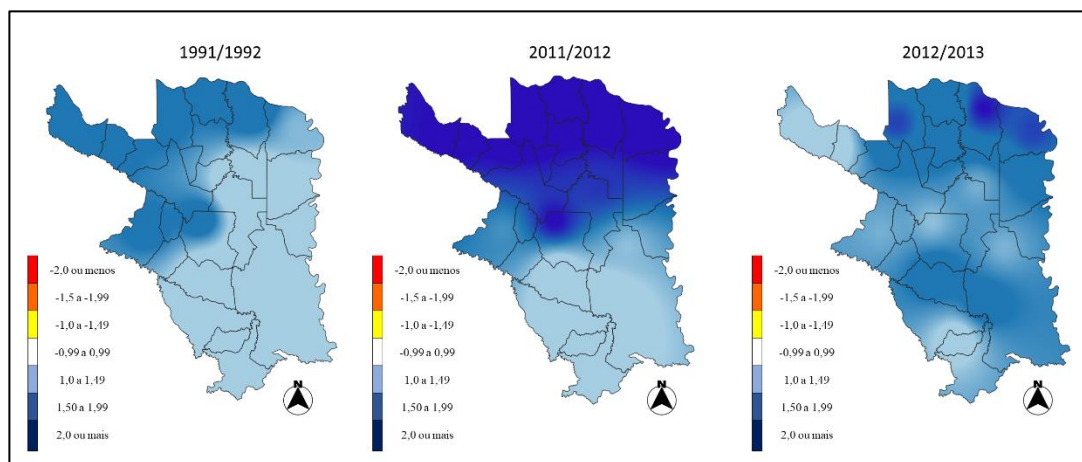 1991/1992
-2,0 ou menos
-1,5 a -1,99
-1,0 a -1,49
-0,99 a 0,99
1,0 a 1,49
1,50 a 1,99
2,0 ou mais
N
2011/2012
-2,0 ou menos
-1,5 a -1,99
-1,0 a -1,49
-0,99 a 0,99
1,0 a 1,49
1,50 a 1,99
2,0 ou mais
N
2012/2013
-2,0 ou menos
-1,5 a -1,99
-1,0 a -1,49
-0,99 a 0,99
1,0 a 1,49
1,50 a 1,99
2,0 ou mais
N